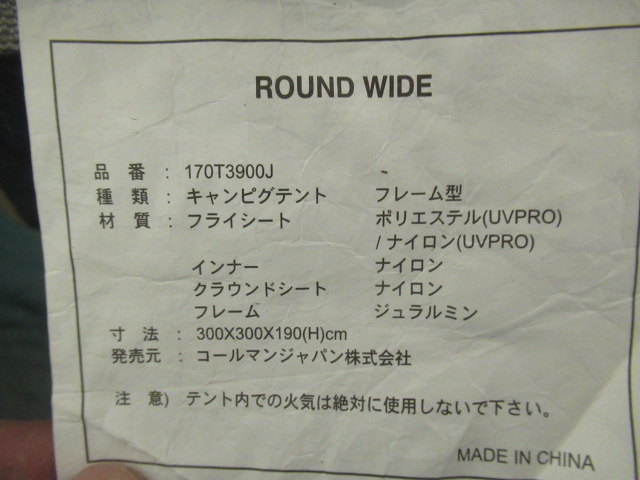 ROUND WIDE
品 番 : 170T3900J -
種 類 : キャンピグテント フレーム型
材 質 : フライシート ポリエステル(UVPRO)
/ ナイロン(UVPRO)
インナー ナイロン
クラウンドシート ナイロン
フレーム ジュラルミン
寸 法 : 300X300X190(H)cm
発売元 : コールマンジャパン株式会社
注 意) テント内での火気は絶対に使用しないで下さい。
MADE IN CHINA